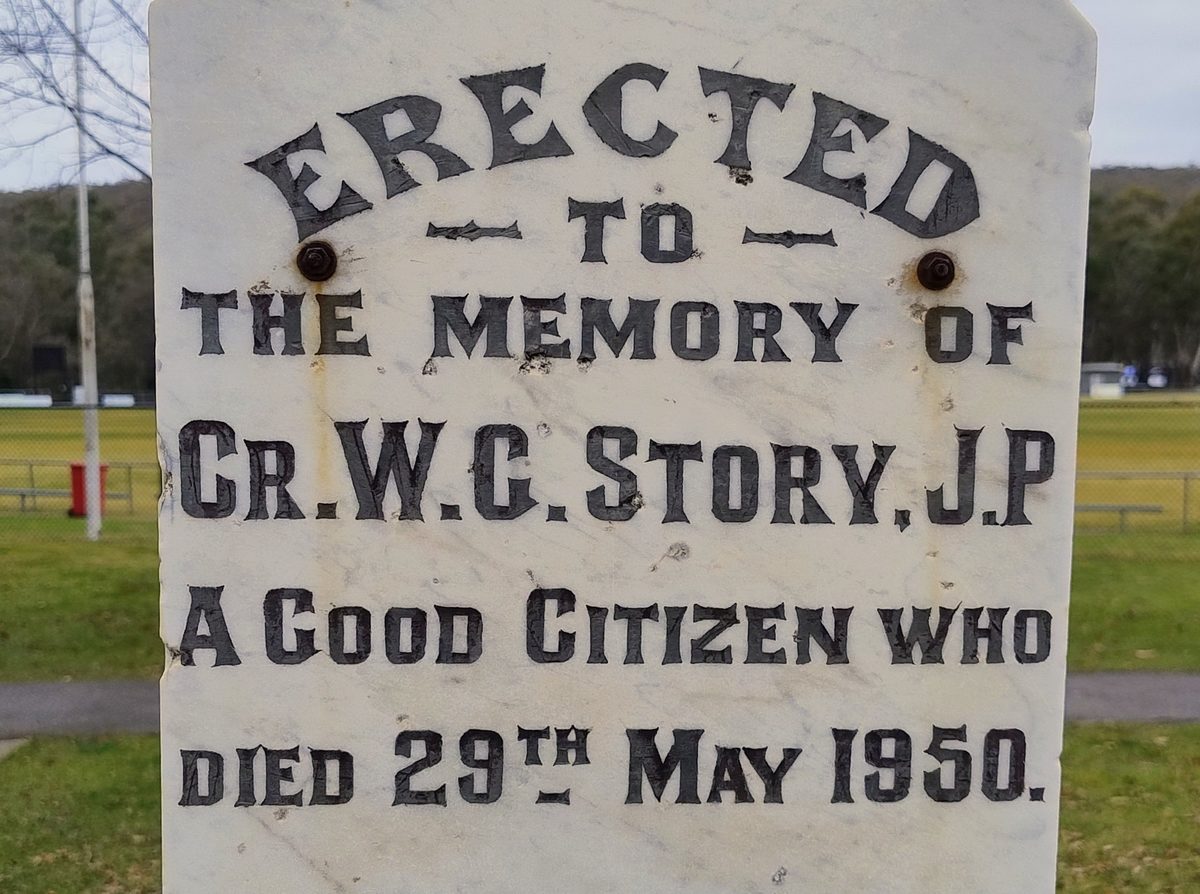 ERECTED
— TO —
THE MEMORY OF
CR. W. G. STORY, J.P
A GOOD CITIZEN WHO
DIED 29TH MAY 1950.